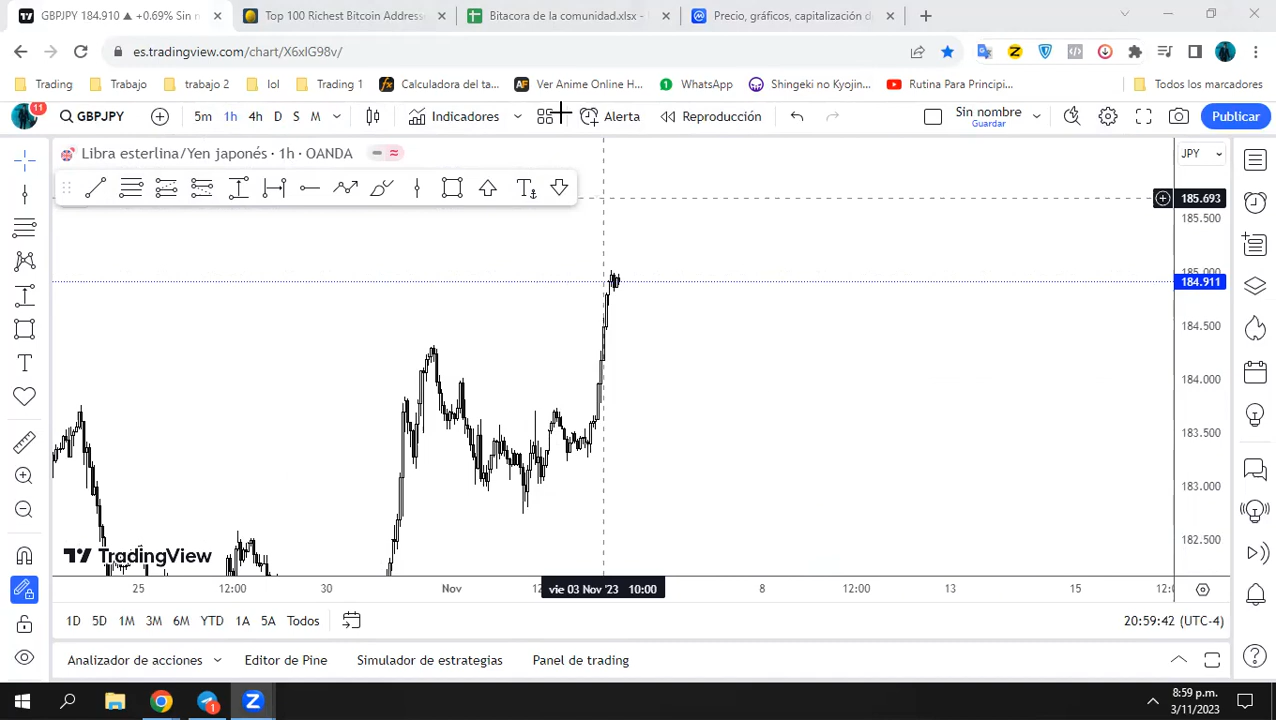 GBPJPY 184.910 ▲ +0.69% Sin n
Top 100 Richest Bitcoin Address
Bitacora de la comunidad.xlsx -
Precio, gráficos, capitalización de
es.tradingview.com/chart/X6xIG98v/
Trading
Trabajo
trabajo 2
lol
Trading 1
Calculadora del ta...
Ver Anime Online H...
WhatsApp
Shingeki no Kyojin...
Rutina Para Principi...
Todos los marcadores
11
GBPJPY
5m
1h
4h
D
S
M
Indicadores
Alerta
Reproducción
Sin nombre
Guardar
Publicar
Libra esterlina/Yen japonés · 1h · OANDA
JPY
185.693
185.500
185.000
184.911
184.500
184.000
183.500
183.000
182.500
TradingView
25
12:00
30
Nov
12
vie 03 Nov '23 10:00
8
12:00
13
15
12:
1D
5D
1M
3M
6M
YTD
1A
5A
Todos
20:59:42 (UTC-4)
Analizador de acciones
Editor de Pine
Simulador de estrategias
Panel de trading
8:59 p.m.
3/11/2023